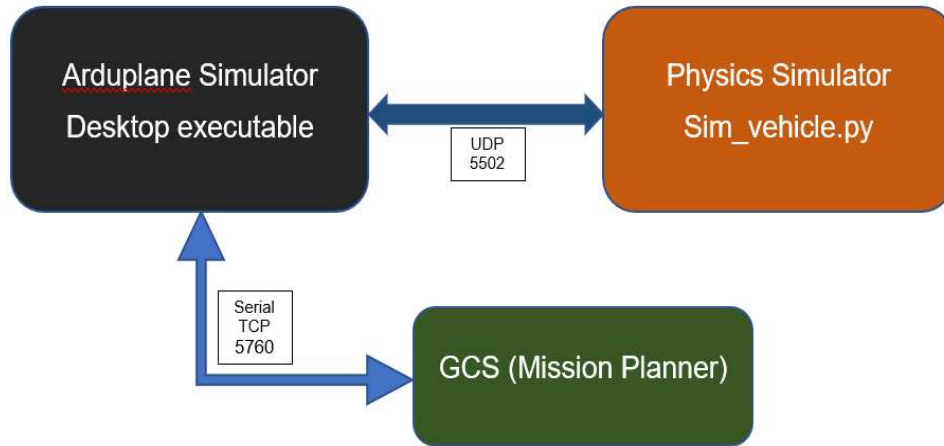 Arduplane Simulator
Desktop executable
Physics Simulator
Sim_vehicle.py
UDP
5502
Serial
TCP
5760
GCS (Mission Planner)